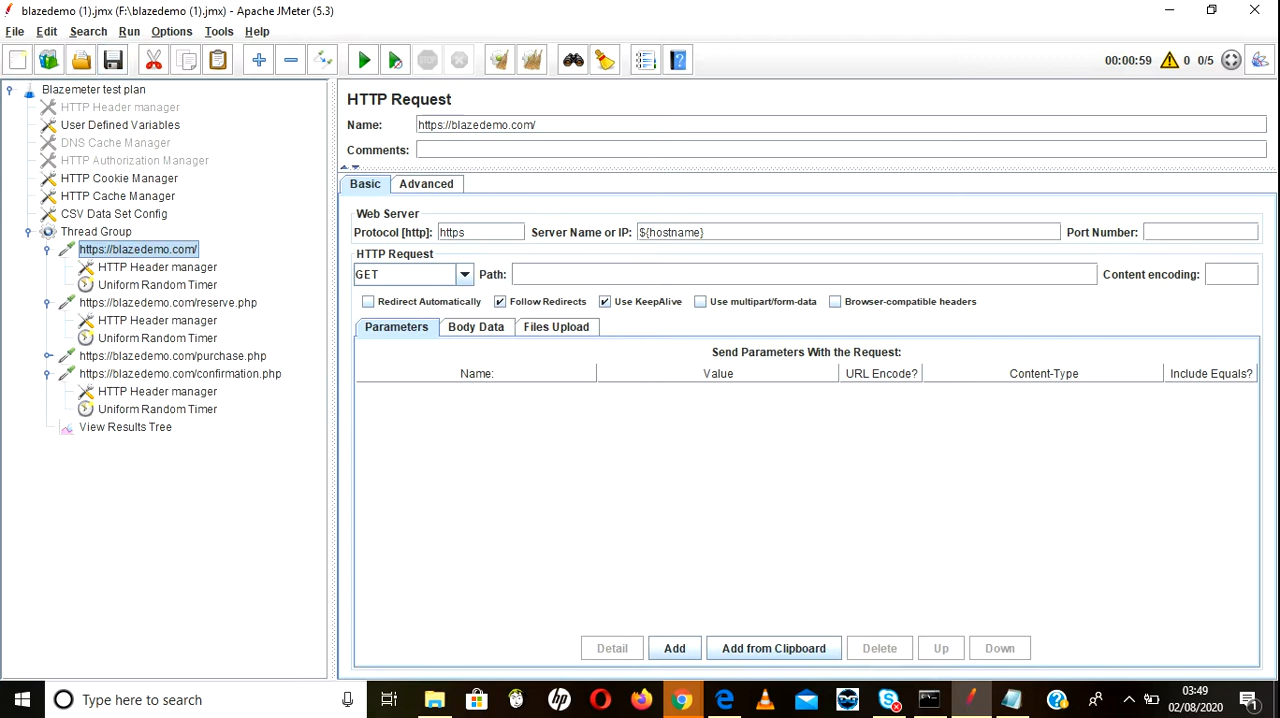 blazedemo (1).jmx (F:\blazedemo (1).jmx) - Apache JMeter (5.3)
File Edit Search Run Options Tools Help
00:00:59 0 0/5
Blazemeter test plan
HTTP Header manager
User Defined Variables
DNS Cache Manager
HTTP Authorization Manager
HTTP Cookie Manager
HTTP Cache Manager
CSV Data Set Config
Thread Group
https://blazedemo.com/
HTTP Header manager
Uniform Random Timer
https://blazedemo.com/reserve.php
HTTP Header manager
Uniform Random Timer
https://blazedemo.com/purchase.php
https://blazedemo.com/confirmation.php
HTTP Header manager
Uniform Random Timer
View Results Tree
HTTP Request
Name: https://blazedemo.com/
Comments:
Basic Advanced
Web Server
Protocol [http]: https Server Name or IP: ${hostname} Port Number:
HTTP Request
GET Path: Content encoding:
Redirect Automatically Follow Redirects Use KeepAlive Use multipart/form-data Browser-compatible headers
Parameters Body Data Files Upload
Send Parameters With the Request:
Name: Value URL Encode? Content-Type Include Equals?
Detail Add Add from Clipboard Delete Up Down
Type here to search
03:49
02/08/2020
1